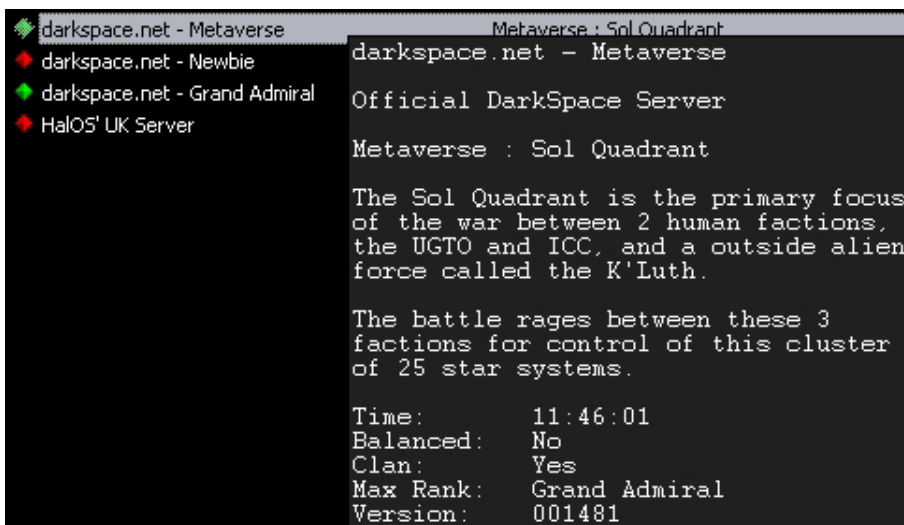 darkspace.net - Metaverse
Metaverse : Sol Quadrant
darkspace.net - Newbie
darkspace.net - Grand Admiral
HalOS' UK Server
darkspace.net – Metaverse
Official DarkSpace Server
Metaverse : Sol Quadrant
The Sol Quadrant is the primary focus
of the war between 2 human factions,
the UGTO and ICC, and a outside alien
force called the K'Luth.
The battle rages between these 3
factions for control of this cluster
of 25 star systems.
Time: 11:46:01
Balanced: No
Clan: Yes
Max Rank: Grand Admiral
Version: 001481